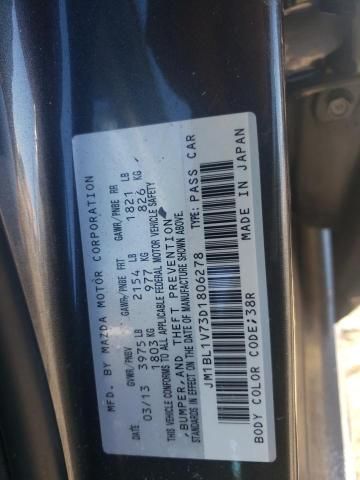 MFD. BY MAZDA MOTOR CORPORATION
GVWR/PNBV GAWR/PNBE FRT GAWR/PNBE RR
DATE
03/13 3975 LB 2154 LB 1821 LB
1803 KG 977 KG 826 KG
THIS VEHICLE CONFORMS TO ALL APPLICABLE FEDERAL MOTOR VEHICLE SAFETY
,BUMPER, AND THEFT PREVENTION
STANDARDS IN EFFECT ON THE DATE OF MANUFACTURE SHOWN ABOVE.
JM1BL1V73D1806278 TYPE: PASS CAR
BODY COLOR CODE:38R MADE IN JAPAN